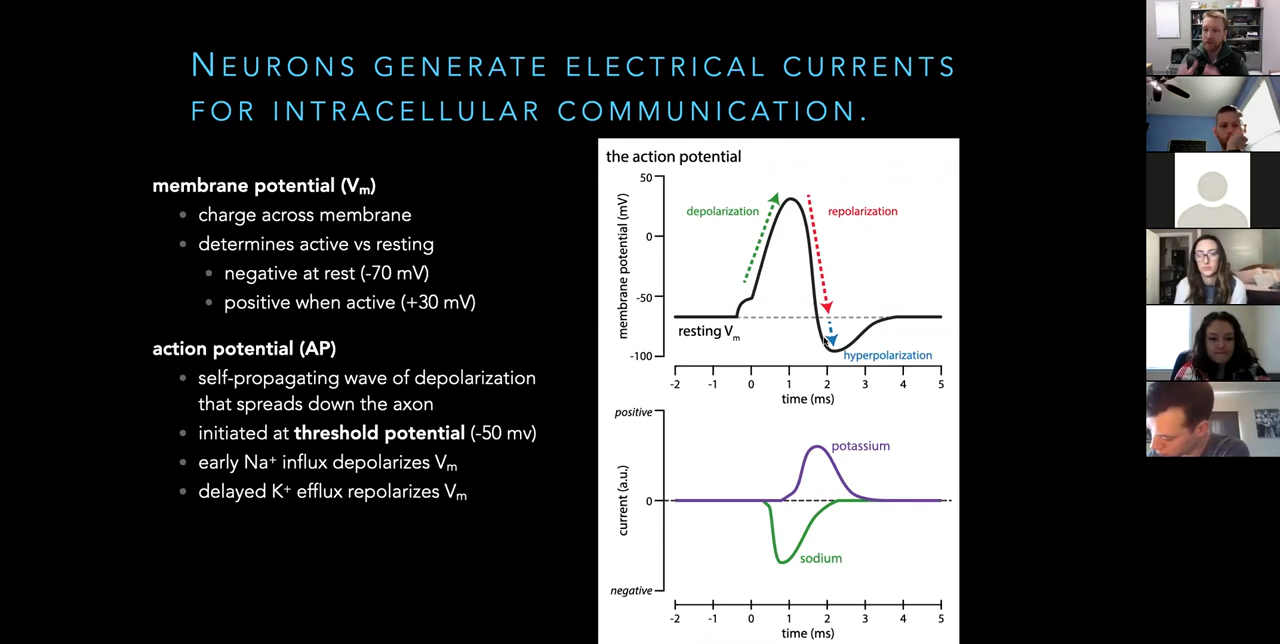 NEURONS GENERATE ELECTRICAL CURRENTS
FOR INTRACELLULAR COMMUNICATION.
membrane potential (Vm)
• charge across membrane
• determines active vs resting
• negative at rest (-70 mV)
• positive when active (+30 mV)
action potential (AP)
• self-propagating wave of depolarization
that spreads down the axon
• initiated at threshold potential (-50 mv)
• early Na+ influx depolarizes Vm
• delayed K+ efflux repolarizes Vm
the action potential
membrane potential (mV)
50
0
-50
-100
depolarization
repolarization
resting Vm
hyperpolarization
-2 -1 0 1 2 3 4 5
time (ms)
current (a.u.)
positive
0
negative
potassium
sodium
-2 -1 0 1 2 3 4 5
time (ms)